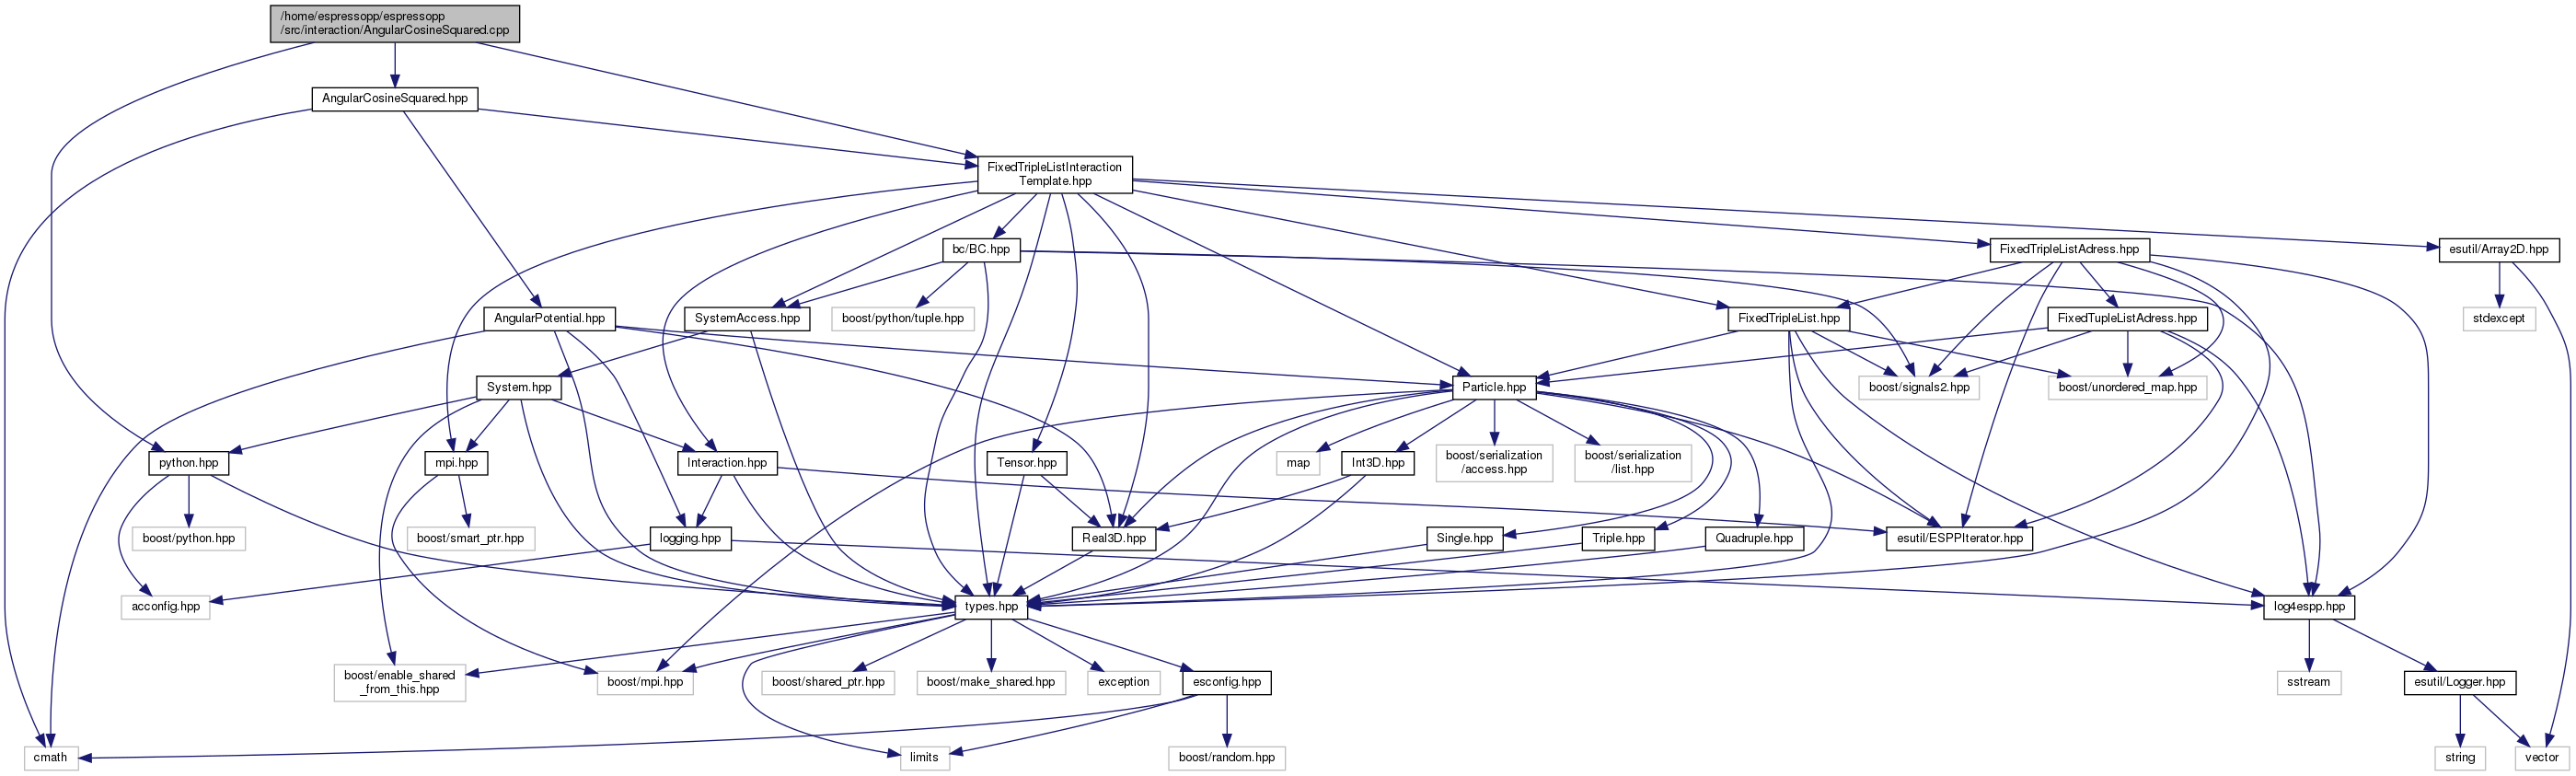 /home/espressopp/espressopp
/src/interaction/AngularCosineSquared.cpp
AngularCosineSquared.hpp
FixedTripleListInteraction
Template.hpp
bc/BC.hpp
FixedTripleListAdress.hpp
esutil/Array2D.hpp
AngularPotential.hpp
SystemAccess.hpp
boost/python/tuple.hpp
FixedTripleList.hpp
FixedTupleListAdress.hpp
stdexcept
System.hpp
Particle.hpp
boost/signals2.hpp
boost/unordered_map.hpp
python.hpp
mpi.hpp
Interaction.hpp
Tensor.hpp
map
Int3D.hpp
boost/serialization
/access.hpp
boost/serialization
/list.hpp
boost/python.hpp
boost/smart_ptr.hpp
logging.hpp
Real3D.hpp
Single.hpp
Triple.hpp
Quadruple.hpp
esutil/ESPPIterator.hpp
acconfig.hpp
types.hpp
log4espp.hpp
boost/enable_shared
_from_this.hpp
boost/mpi.hpp
boost/shared_ptr.hpp
boost/make_shared.hpp
exception
esconfig.hpp
sstream
esutil/Logger.hpp
cmath
limits
boost/random.hpp
string
vector